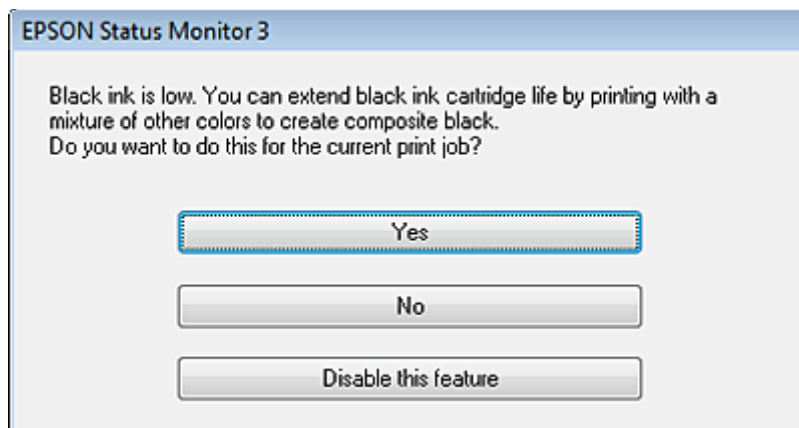 EPSON Status Monitor 3
Black ink is low. You can extend black ink cartridge life by printing with a
mixture of other colors to create composite black.
Do you want to do this for the current print job?
Yes
No
Disable this feature